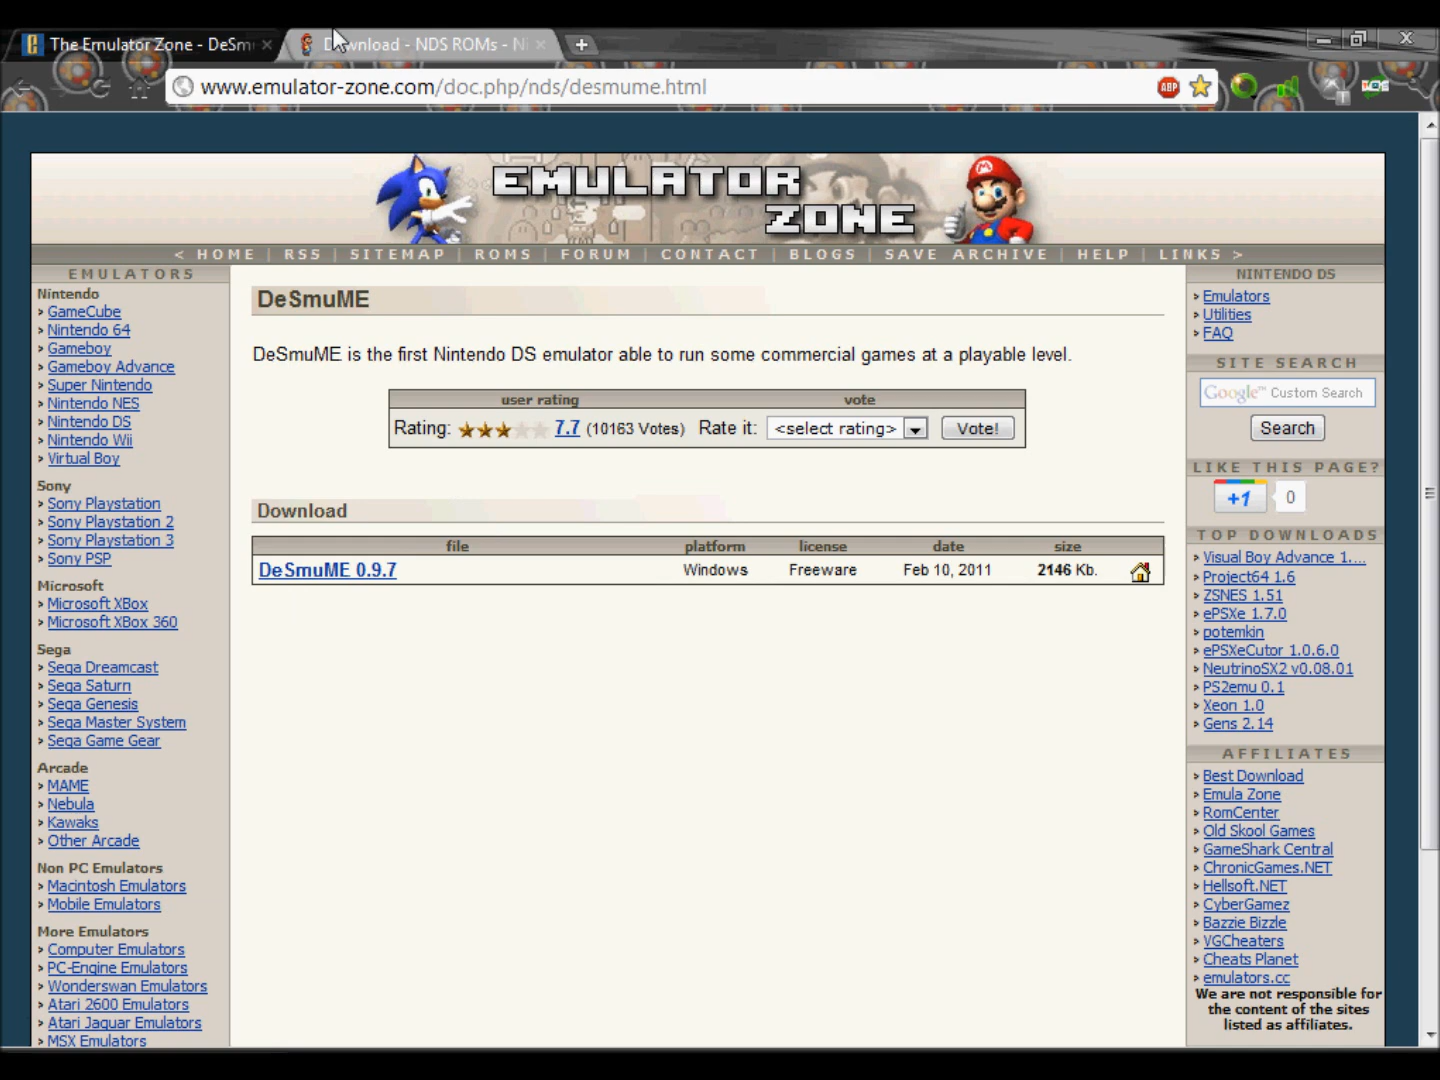 The Emulator Zone - DeSm
wnload - NDS ROMs - Ni
www.emulator-zone.com/doc.php/nds/desmume.html
ABP
EMULATOR
ZONE
< HOME | RSS | SITEMAP | ROMS | FORUM | CONTACT | BLOGS | SAVE ARCHIVE | HELP | LINKS >
EMULATORS
Nintendo
GameCube
Nintendo 64
Gameboy
Gameboy Advance
Super Nintendo
Nintendo NES
Nintendo DS
Nintendo Wii
Virtual Boy
Sony
Sony Playstation
Sony Playstation 2
Sony Playstation 3
Sony PSP
Microsoft
Microsoft XBox
Microsoft XBox 360
Sega
Sega Dreamcast
Sega Saturn
Sega Genesis
Sega Master System
Sega Game Gear
Arcade
MAME
Nebula
Kawaks
Other Arcade
Non PC Emulators
Macintosh Emulators
Mobile Emulators
More Emulators
Computer Emulators
PC-Engine Emulators
Wonderswan Emulators
Atari 2600 Emulators
Atari Jaguar Emulators
MSX Emulators
DeSmuME
DeSmuME is the first Nintendo DS emulator able to run some commercial games at a playable level.
user rating vote
Rating: 7.7 (10163 Votes) Rate it: <select rating> Vote!
Download
file platform license date size
DeSmuME 0.9.7 Windows Freeware Feb 10, 2011 2146 Kb.
NINTENDO DS
Emulators
Utilities
FAQ
SITE SEARCH
Google™ Custom Search
Search
LIKE THIS PAGE?
+1 0
TOP DOWNLOADS
Visual Boy Advance 1....
Project64 1.6
ZSNES 1.51
ePSXe 1.7.0
potemkin
ePSXeCutor 1.0.6.0
NeutrinoSX2 v0.08.01
PS2emu 0.1
Xeon 1.0
Gens 2.14
AFFILIATES
Best Download
Emula Zone
RomCenter
Old Skool Games
GameShark Central
ChronicGames.NET
Hellsoft.NET
CyberGamez
Bazzie Bizzle
VGCheaters
Cheats Planet
emulators.cc
We are not responsible for
the content of the sites
listed as affiliates.